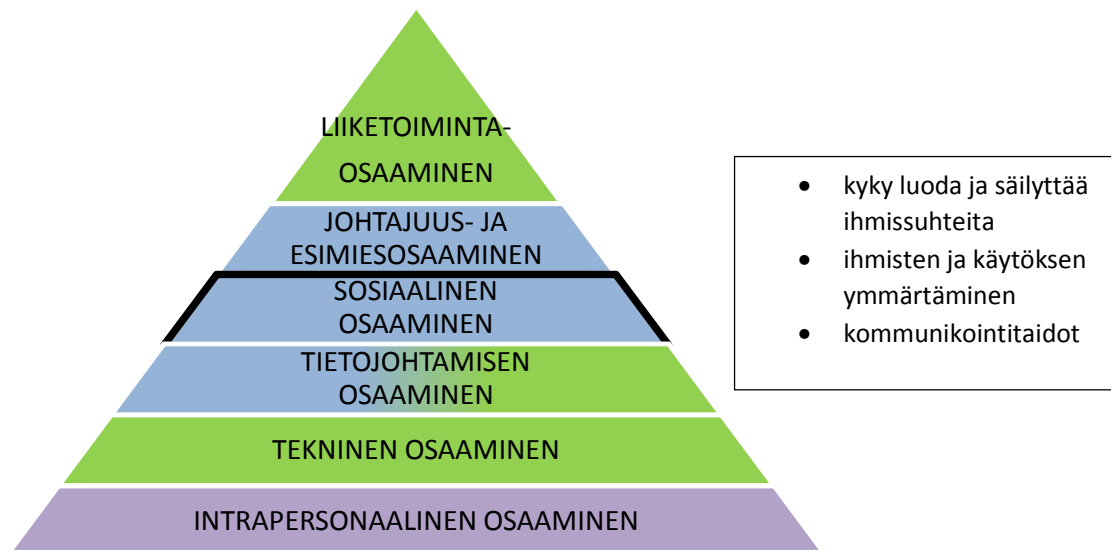 LIIKETOIMINTA-
OSAAMINEN
JOHTAJUUS- JA
ESIMIESOSAAMINEN
SOSIAALINEN
OSAAMINEN
TIETOJOHTAMISEN
OSAAMINEN
TEKNINEN OSAAMINEN
INTRAPERSONAALINEN OSAAMINEN
• kyky luoda ja säilyttää
ihmissuhteita
• ihmisten ja käytöksen
ymmärtäminen
• kommunikointitaidot